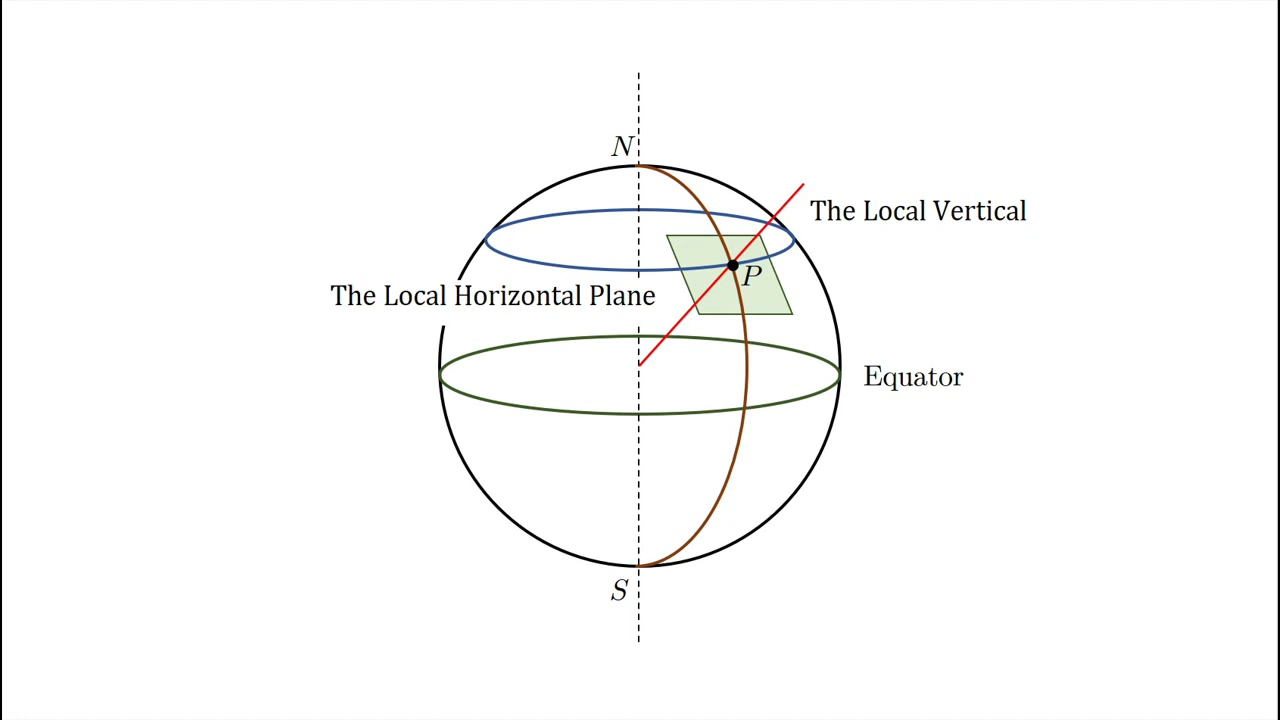 N
The Local Vertical
P
The Local Horizontal Plane
Equator
S